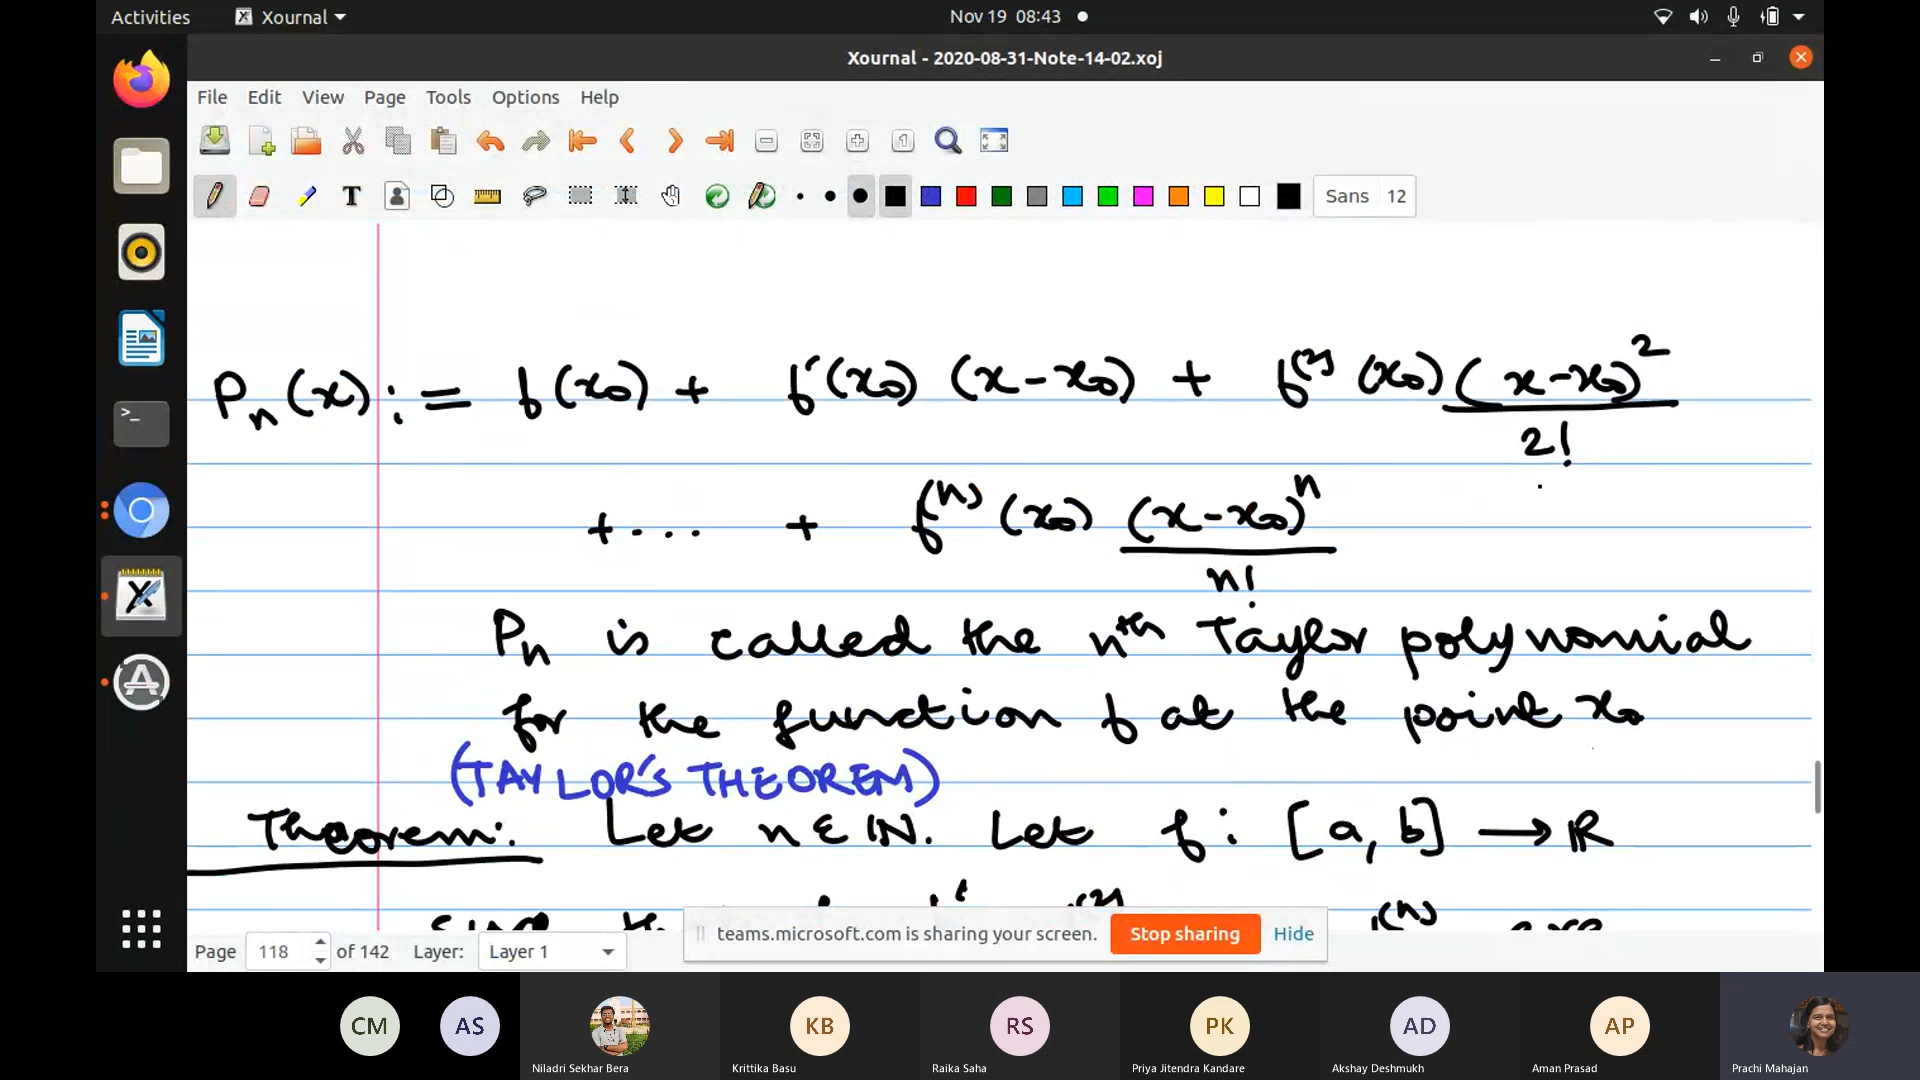 Activities Xournal Nov 19 08:43
Xournal - 2020-08-31-Note-14-02.xoj
File Edit View Page Tools Options Help
Sans 12
Pₙ(x) := f(x₀) + f'(x₀) (x-x₀) + f⁽²⁾(x₀) (x-x₀)²/2!
+ ... + f⁽ⁿ⁾(x₀) (x-x₀)ⁿ/n!
Pₙ is called the nᵗʰ Taylor polynomial
for the function f at the point x₀
(TAYLOR'S THEOREM)
Theorem: Let n ∈ ℕ. Let f : [a, b] → ℝ
teams.microsoft.com is sharing your screen. Stop sharing Hide
Page 118 of 142 Layer: Layer 1
CM AS KB RS PK AD AP
Niladri Sekhar Bera Krittika Basu Raika Saha Priya Jitendra Kandare Akshay Deshmukh Aman Prasad Prachi Mahajan